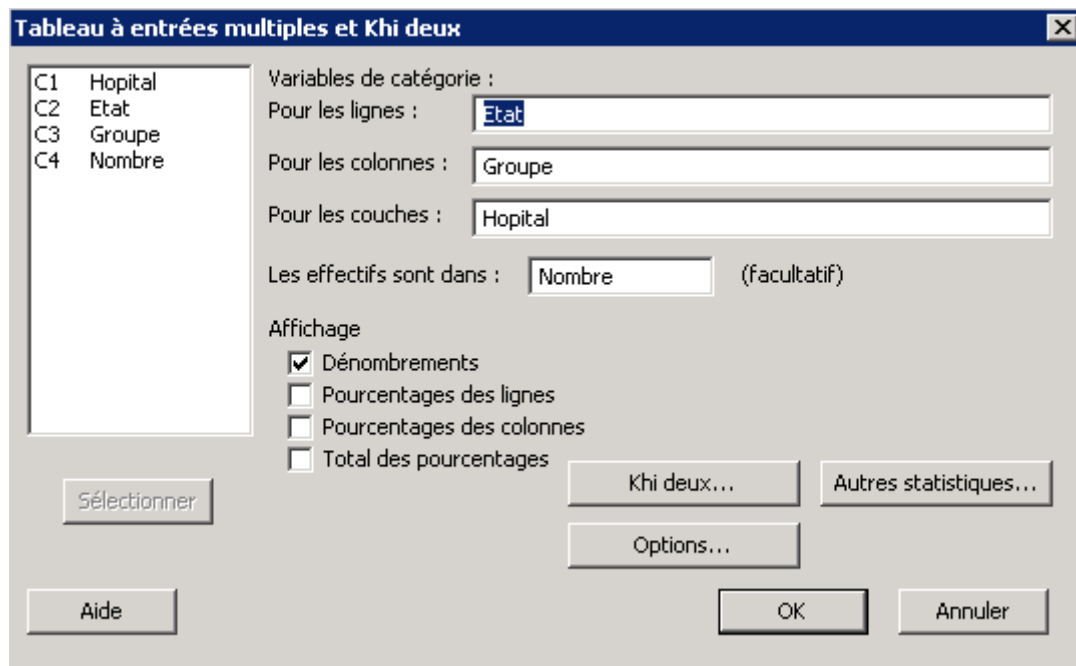 Tableau à entrées multiples et Khi deux
C1 Hopital
C2 Etat
C3 Groupe
C4 Nombre
Variables de catégorie :
Pour les lignes : Etat
Pour les colonnes : Groupe
Pour les couches : Hopital
Les effectifs sont dans : Nombre (facultatif)
Affichage
Dénombrements
Pourcentages des lignes
Pourcentages des colonnes
Total des pourcentages
Sélectionner
Khi deux... Autres statistiques...
Options...
Aide OK Annuler